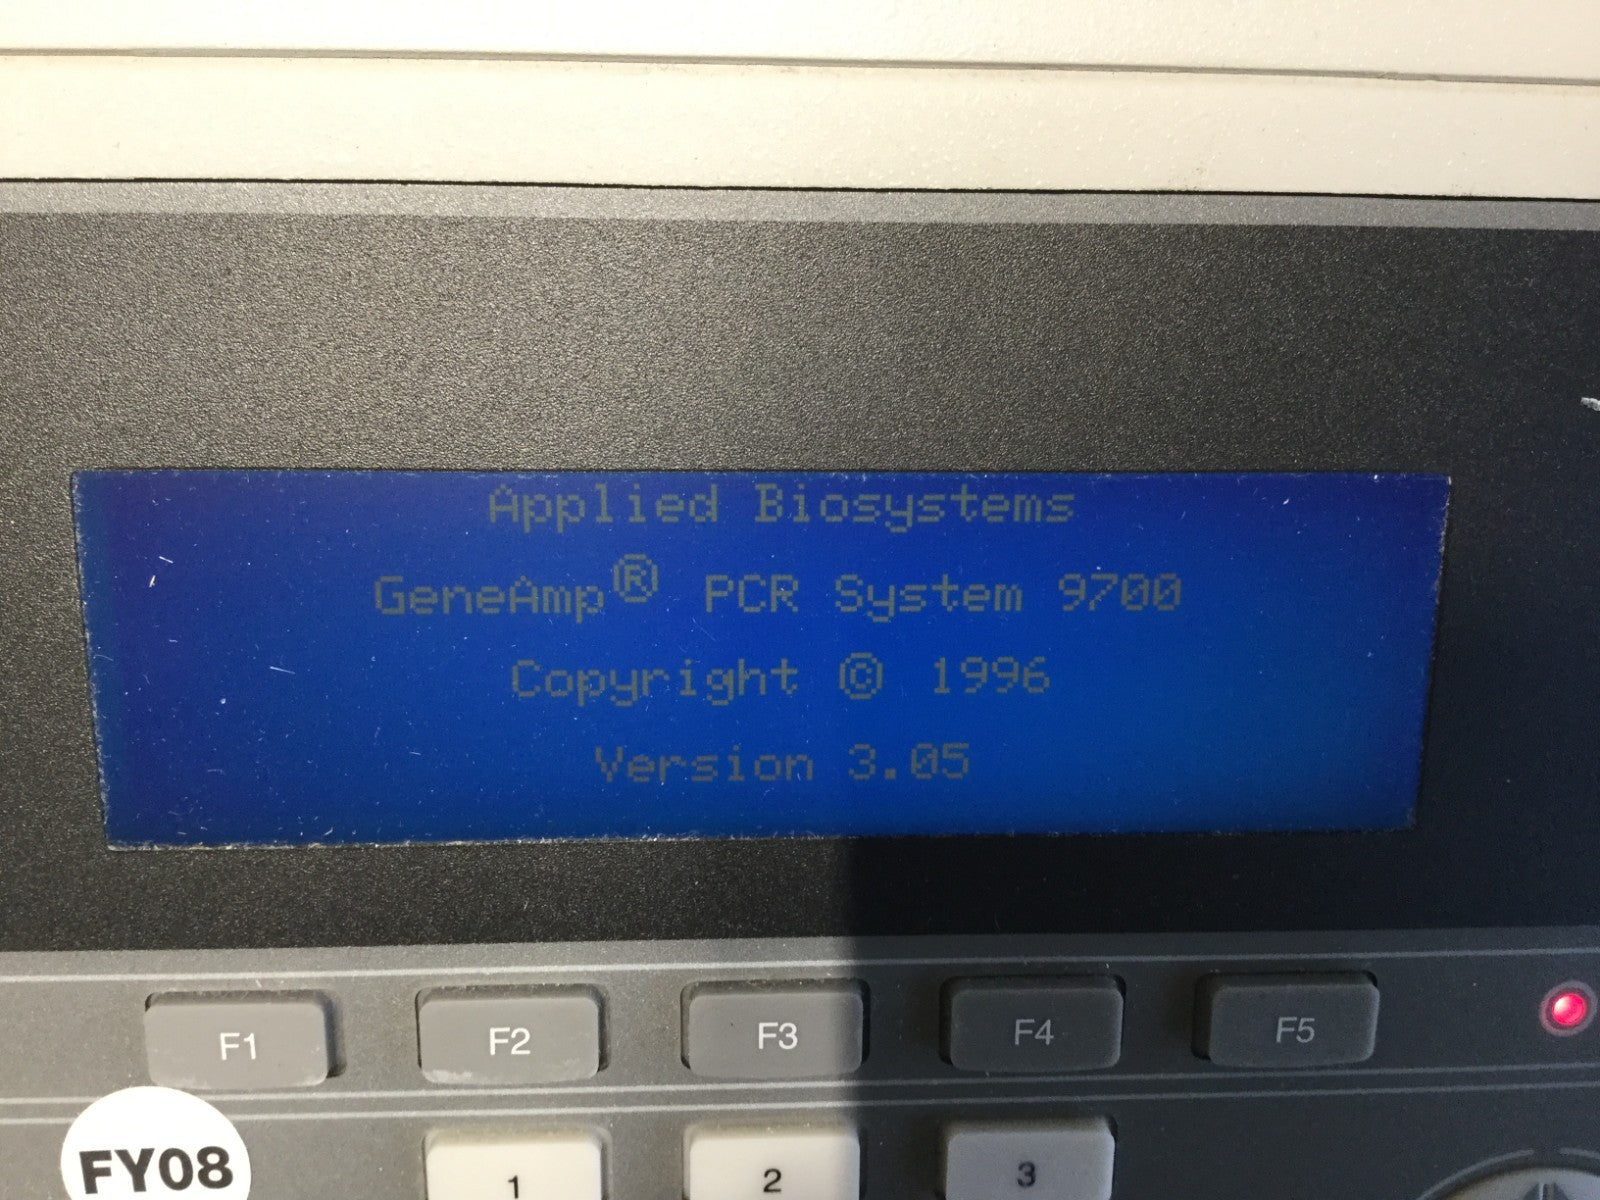 Applied Biosystems
GeneAmp® PCR System 9700
Copyright © 1996
Version 3.05
F1 F2 F3 F4 F5
FY08
1 2 3